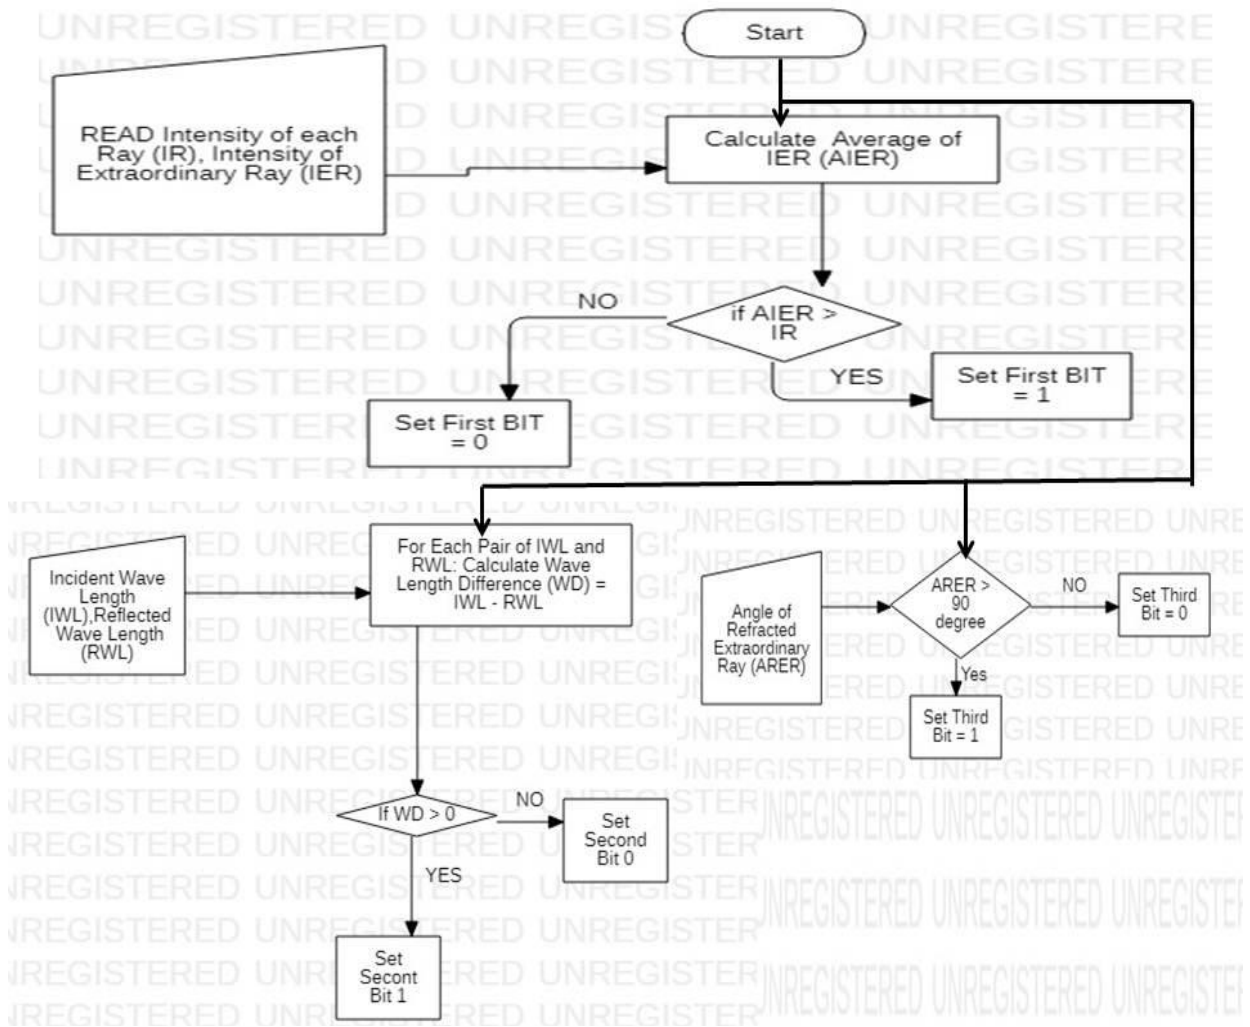 Start
READ Intensity of each
Ray (IR), Intensity of
Extraordinary Ray (IER)
Calculate Average of
IER (AIER)
if AIER >
IR
NO
YES
Set First BIT
= 1
Set First BIT
= 0
For Each Pair of IWL and
RWL: Calculate Wave
Length Difference (WD) =
IWL - RWL
Incident Wave
Length
(IWL),Reflected
Wave Length
(RWL)
If WD > 0
NO
Set
Second
Bit 0
YES
Set
Secont
Bit 1
Angle of
Refracted
Extraordinary
Ray (ARER)
ARER >
90
degree
NO
Set Third
Bit = 0
Yes
Set Third
Bit = 1
UNREGISTERED UNREGISTERED UNREGISTERE